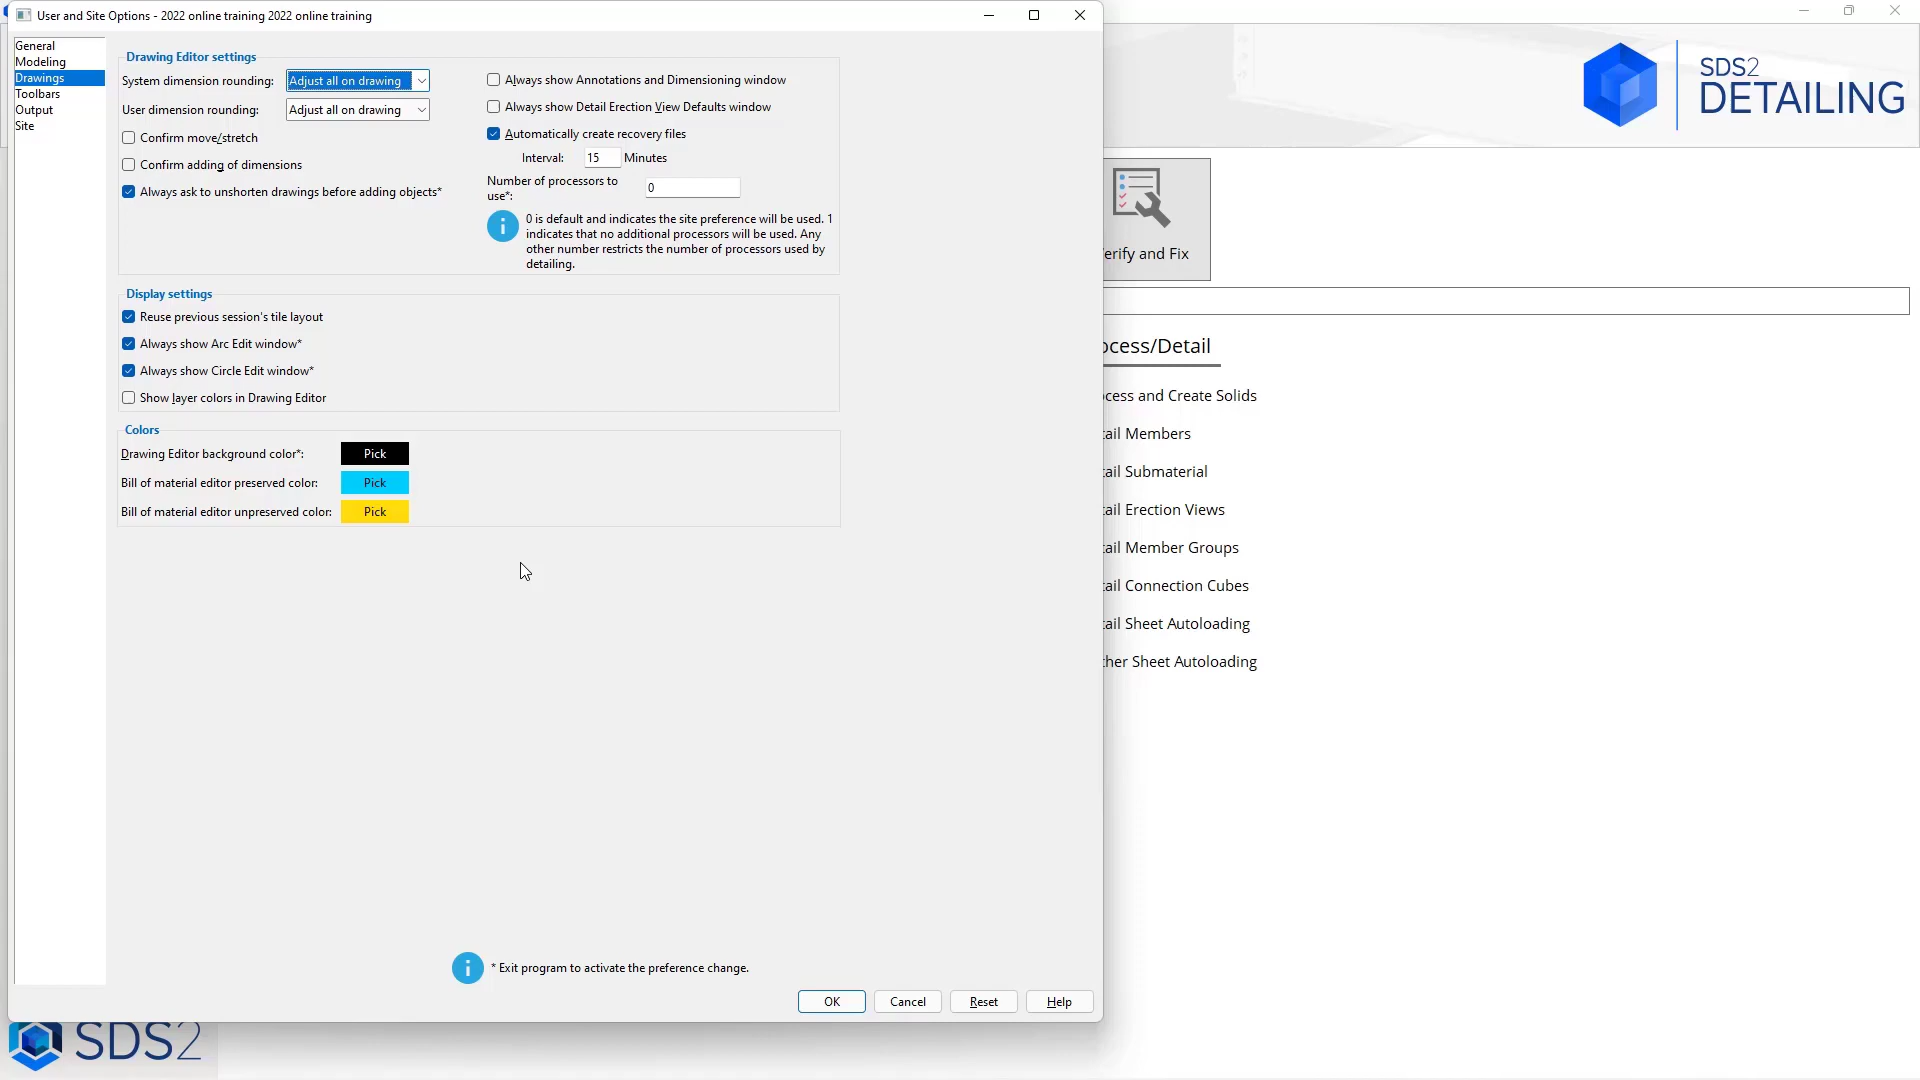 User and Site Options - 2022 online training 2022 online training
General
Modeling
Drawings
Toolbars
Output
Site
Drawing Editor settings
System dimension rounding: Adjust all on drawing
User dimension rounding: Adjust all on drawing
Confirm move/stretch
Confirm adding of dimensions
Always ask to unshorten drawings before adding objects*
Always show Annotations and Dimensioning window
Always show Detail Erection View Defaults window
Automatically create recovery files
Interval: 15 Minutes
Number of processors to
use*:
0
0 is default and indicates the site preference will be used. 1
indicates that no additional processors will be used. Any
other number restricts the number of processors used by
detailing.
Display settings
Reuse previous session's tile layout
Always show Arc Edit window*
Always show Circle Edit window*
Show layer colors in Drawing Editor
Colors
Drawing Editor background color*: Pick
Bill of material editor preserved color: Pick
Bill of material editor unpreserved color: Pick
* Exit program to activate the preference change.
OK Cancel Reset Help
SDS2
DETAILING
erify and Fix
ocess/Detail
ocess and Create Solids
tail Members
tail Submaterial
tail Erection Views
tail Member Groups
tail Connection Cubes
tail Sheet Autoloading
ther Sheet Autoloading
SDS2